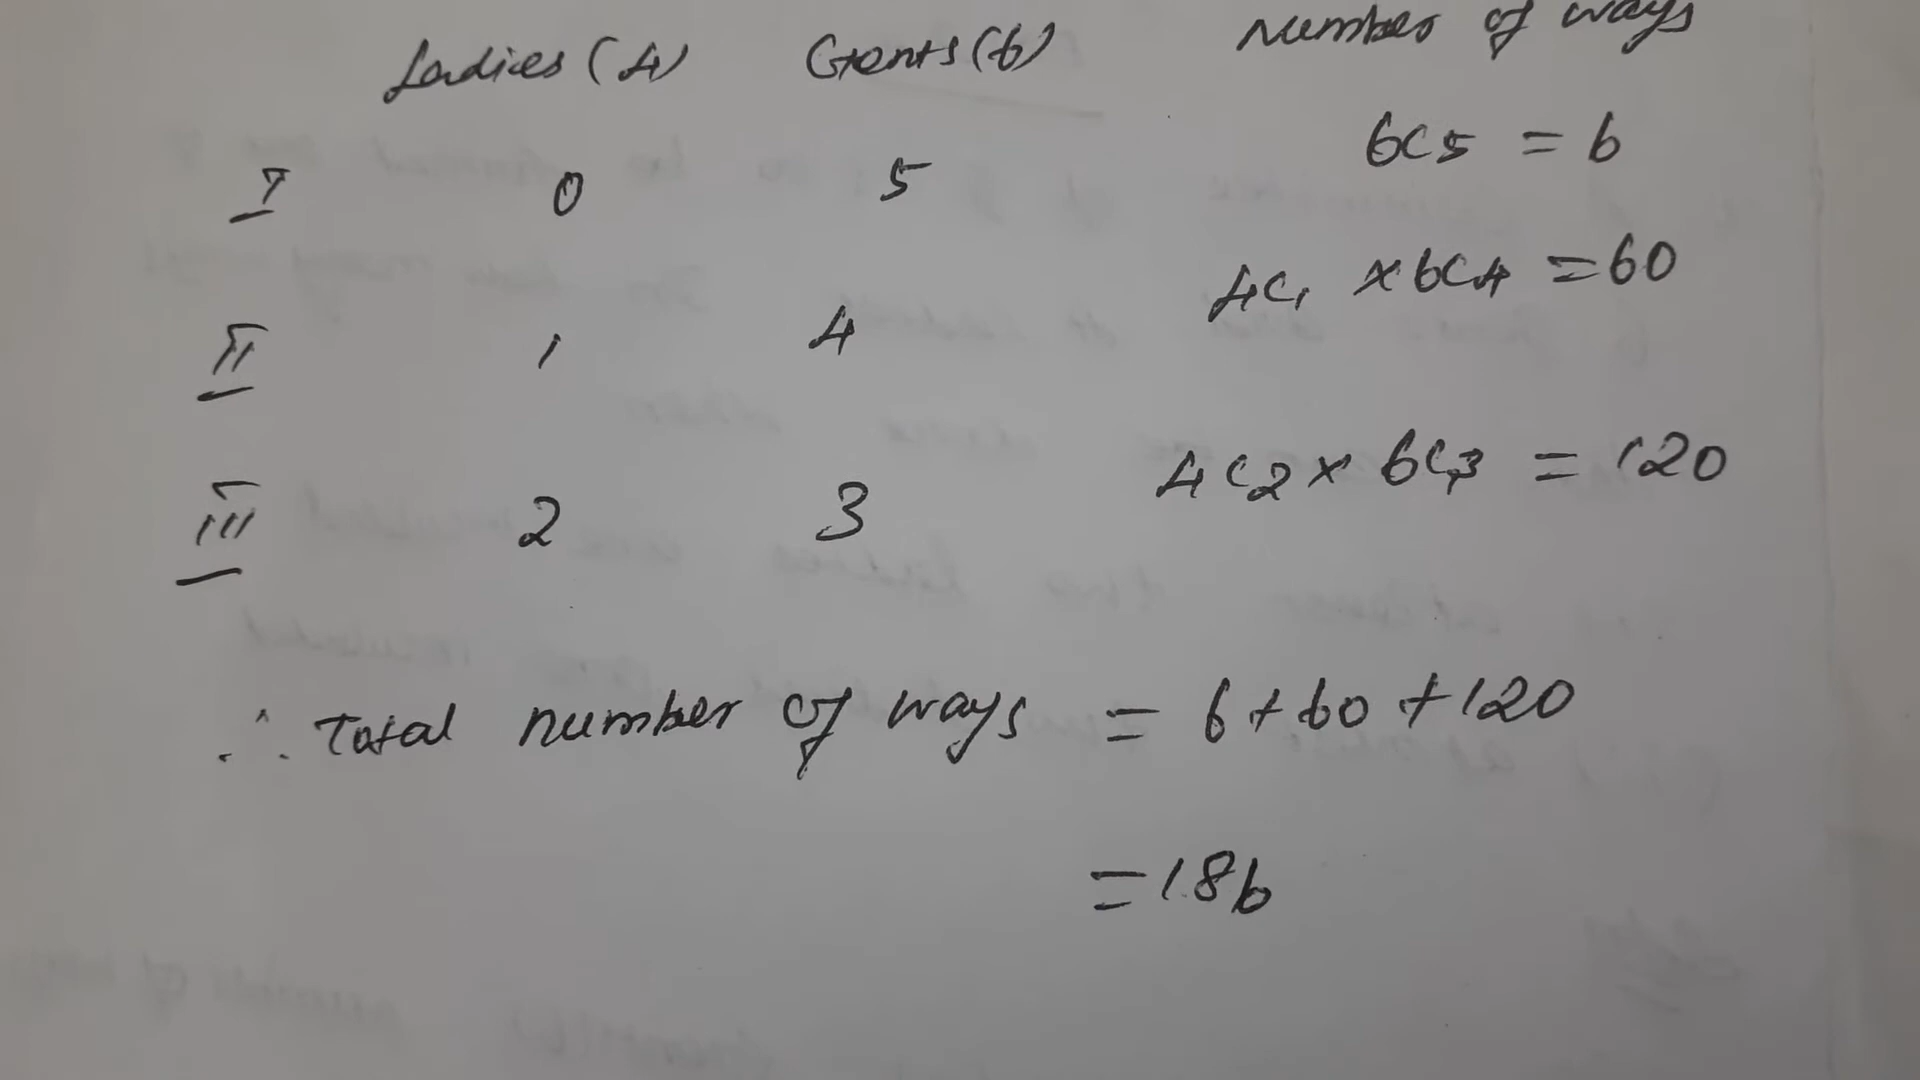 Ladies (4) Gents (6) Number of ways
I 0 5 6C5 = 6
II 1 4 4C1 × 6C4 = 60
III 2 3 4C2 × 6C3 = 120
∴ Total number of ways = 6 + 60 + 120
= 186